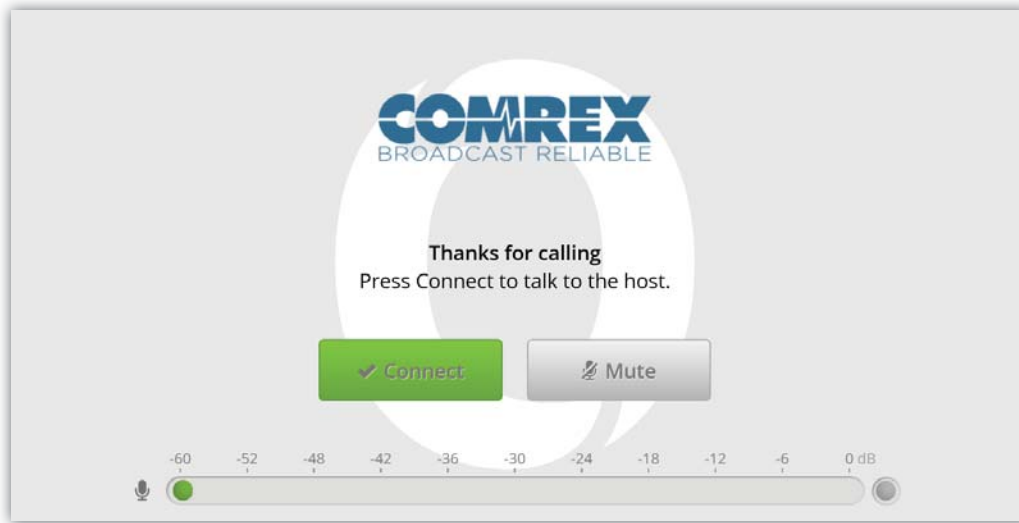 COMREX
BROADCAST RELIABLE
Thanks for calling
Press Connect to talk to the host.
Connect Mute
-60 -52 -48 -42 -36 -30 -24 -18 -12 -6 0 dB